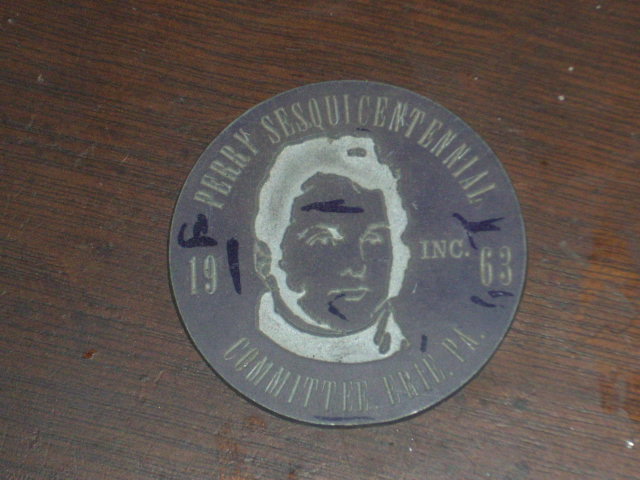 PERRY SESQUICENTENNIAL
19 INC. 63
COMMITTEE, ERIE, PA.